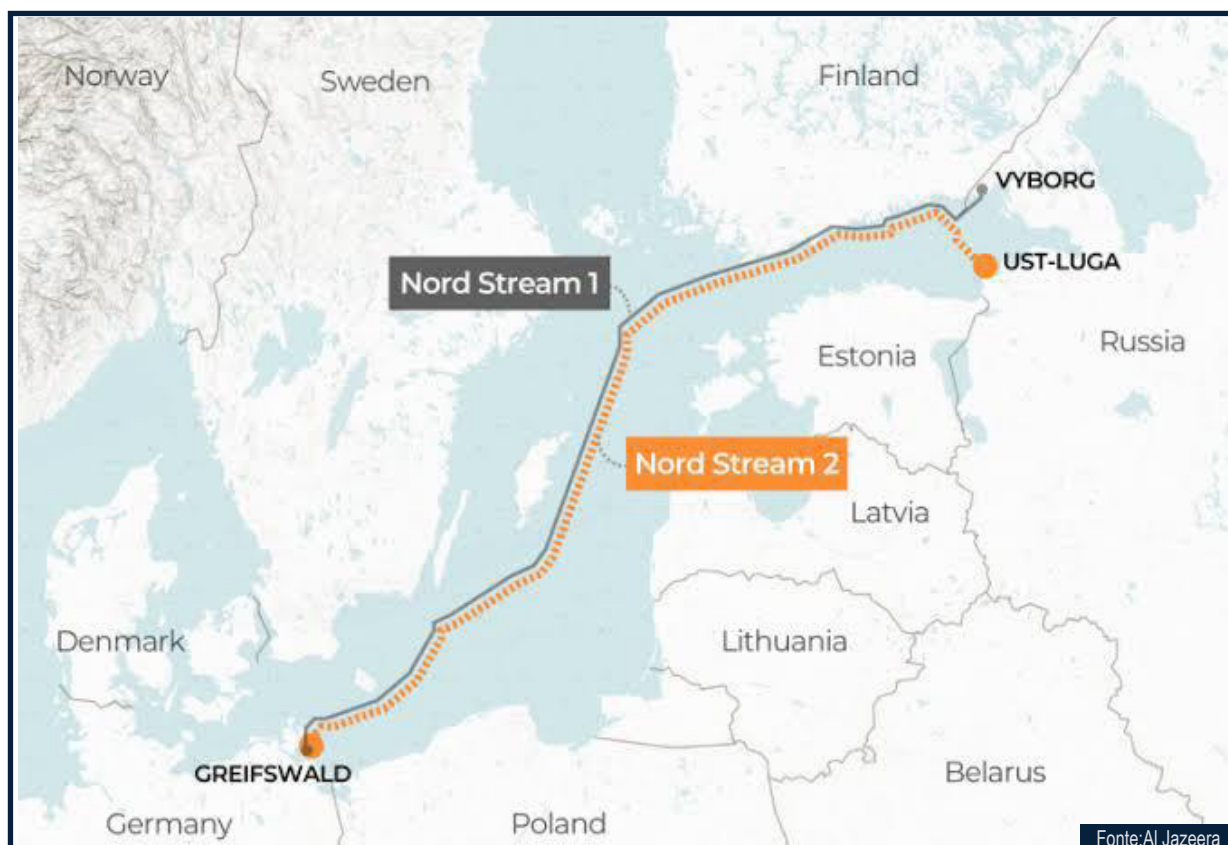 Norway
Sweden
Finland
VYBORG
UST-LUGA
Nord Stream 1
Russia
Estonia
Nord Stream 2
Latvia
Denmark
Lithuania
GREIFSWALD
Belarus
Germany
Poland
Fonte:Al Jazeera